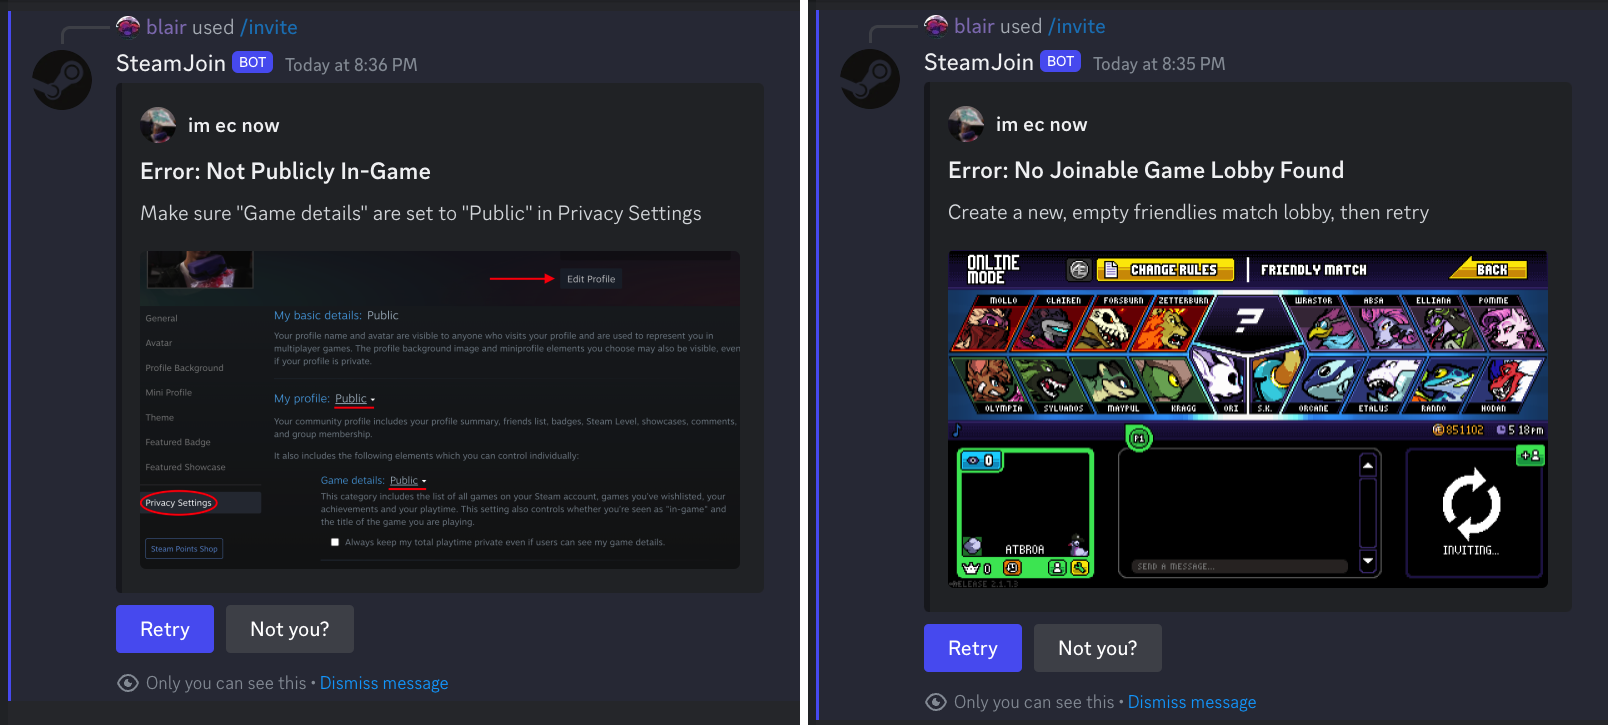 blair used /invite
SteamJoin BOT Today at 8:36 PM
im ec now
Error: Not Publicly In-Game
Make sure "Game details" are set to "Public" in Privacy Settings
Edit Profile
General
Avatar
Profile Background
Mini Profile
Theme
Featured Badge
Featured Showcase
Privacy Settings
Steam Points Shop
My basic details: Public
Your profile name and avatar are visible to anyone who visits your profile and are used to represent you in
multiplayer games. The profile background image and miniprofile elements you choose may also be visible, even
if your profile is private.
My profile: Public
Your community profile includes your profile summary, friends list, badges, Steam Level, showcases, comments,
and group membership.
It also includes the following elements which you can control individually:
Game details: Public
This category includes the list of all games on your Steam account, games you've wishlisted, your
achievements and your playtime. This setting also controls whether you're seen as "in-game" and
the title of the game you are playing.
Always keep my total playtime private even if users can see my game details.
Retry Not you?
Only you can see this • Dismiss message
blair used /invite
SteamJoin BOT Today at 8:35 PM
im ec now
Error: No Joinable Game Lobby Found
Create a new, empty friendlies match lobby, then retry
ONLINE
MODE
CHANGE RULES
FRIENDLY MATCH
BACK
MOLLO CLAIREN FORSBURN ZETTERBURN ? WRASTOR ABSA ELLIANA POMME
OLYMPIA SYLVANOS MAYPUL KRAGG ORI S.K. ORCANE ETALUS RANNO HODAN
851102 5 18PM
P1
0
ATBROA
0
SEND A MESSAGE...
INVITING...
RELEASE 2.1.7.3
Retry Not you?
Only you can see this • Dismiss message